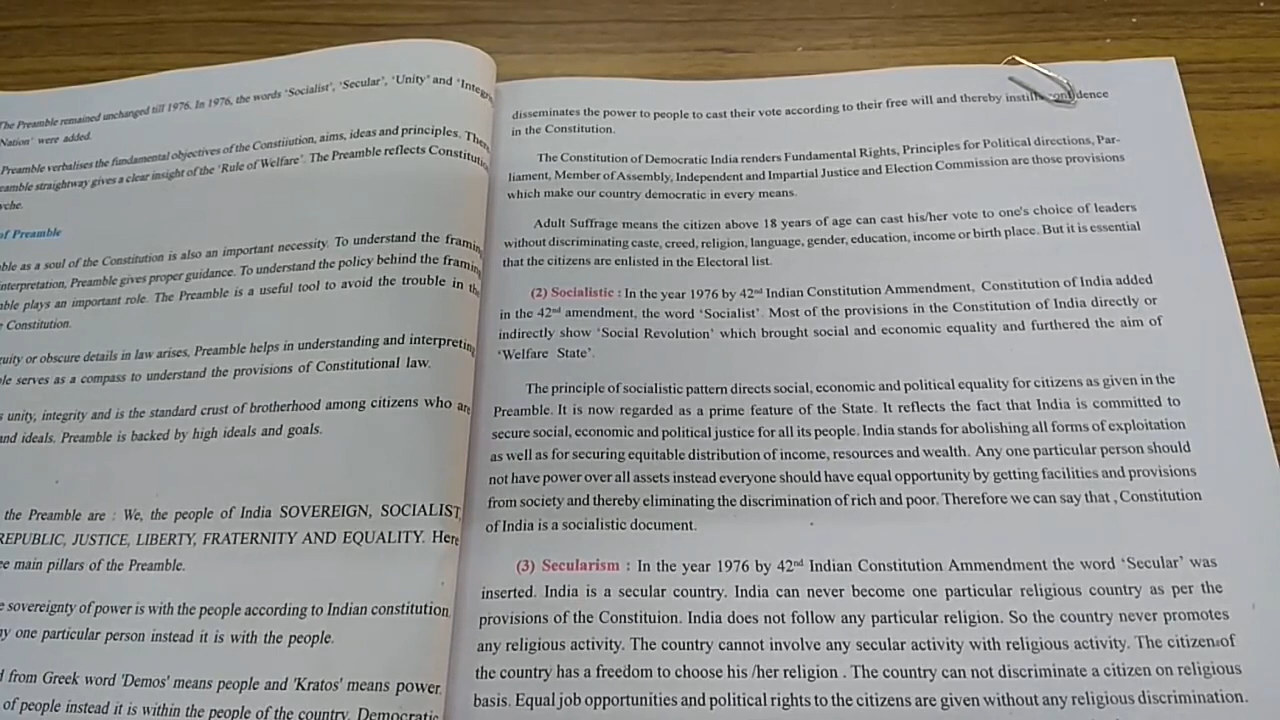 The Preamble remained unchanged till 1976. In 1976, the words 'Socialist', 'Secular', 'Unity' and 'Integr
Nation' were added.
Preamble verbalises the fundamental objectives of the Constiiution, aims, ideas and principles. There
eamble straightway gives a clear insight of the 'Rule of Welfare'. The Preamble reflects Constitutio
yche.
of Preamble
ble as a soul of the Constitution is also an important necessity. To understand the framing
interpretation, Preamble gives proper guidance. To understand the policy behind the framing
ble plays an important role. The Preamble is a useful tool to avoid the trouble in the
Constitution.
guity or obscure details in law arises, Preamble helps in understanding and interpreting
le serves as a compass to understand the provisions of Constitutional law.
s unity, integrity and is the standard crust of brotherhood among citizens who are
and ideals. Preamble is backed by high ideals and goals.
the Preamble are : We, the people of India SOVEREIGN, SOCIALIST,
REPUBLIC, JUSTICE, LIBERTY, FRATERNITY AND EQUALITY. Here
ee main pillars of the Preamble.
e sovereignty of power is with the people according to Indian constitution.
ny one particular person instead it is with the people.
d from Greek word 'Demos' means people and 'Kratos' means power.
of people instead it is within the people of the country. Democratic
disseminates the power to people to cast their vote according to their free will and thereby instills confidence
in the Constitution.
The Constitution of Democratic India renders Fundamental Rights, Principles for Political directions, Par-
liament, Member of Assembly, Independent and Impartial Justice and Election Commission are those provisions
which make our country democratic in every means.
Adult Suffrage means the citizen above 18 years of age can cast his/her vote to one's choice of leaders
without discriminating caste, creed, religion, language, gender, education, income or birth place. But it is essential
that the citizens are enlisted in the Electoral list.
(2) Socialistic : In the year 1976 by 42nd Indian Constitution Ammendment, Constitution of India added
in the 42nd amendment, the word 'Socialist'. Most of the provisions in the Constitution of India directly or
indirectly show 'Social Revolution' which brought social and economic equality and furthered the aim of
'Welfare State'.
The principle of socialistic pattern directs social, economic and political equality for citizens as given in the
Preamble. It is now regarded as a prime feature of the State. It reflects the fact that India is committed to
secure social, economic and political justice for all its people. India stands for abolishing all forms of exploitation
as well as for securing equitable distribution of income, resources and wealth. Any one particular person should
not have power over all assets instead everyone should have equal opportunity by getting facilities and provisions
from society and thereby eliminating the discrimination of rich and poor. Therefore we can say that , Constitution
of India is a socialistic document.
(3) Secularism : In the year 1976 by 42nd Indian Constitution Ammendment the word 'Secular' was
inserted. India is a secular country. India can never become one particular religious country as per the
provisions of the Constituion. India does not follow any particular religion. So the country never promotes
any religious activity. The country cannot involve any secular activity with religious activity. The citizen of
the country has a freedom to choose his /her religion . The country can not discriminate a citizen on religious
basis. Equal job opportunities and political rights to the citizens are given without any religious discrimination.